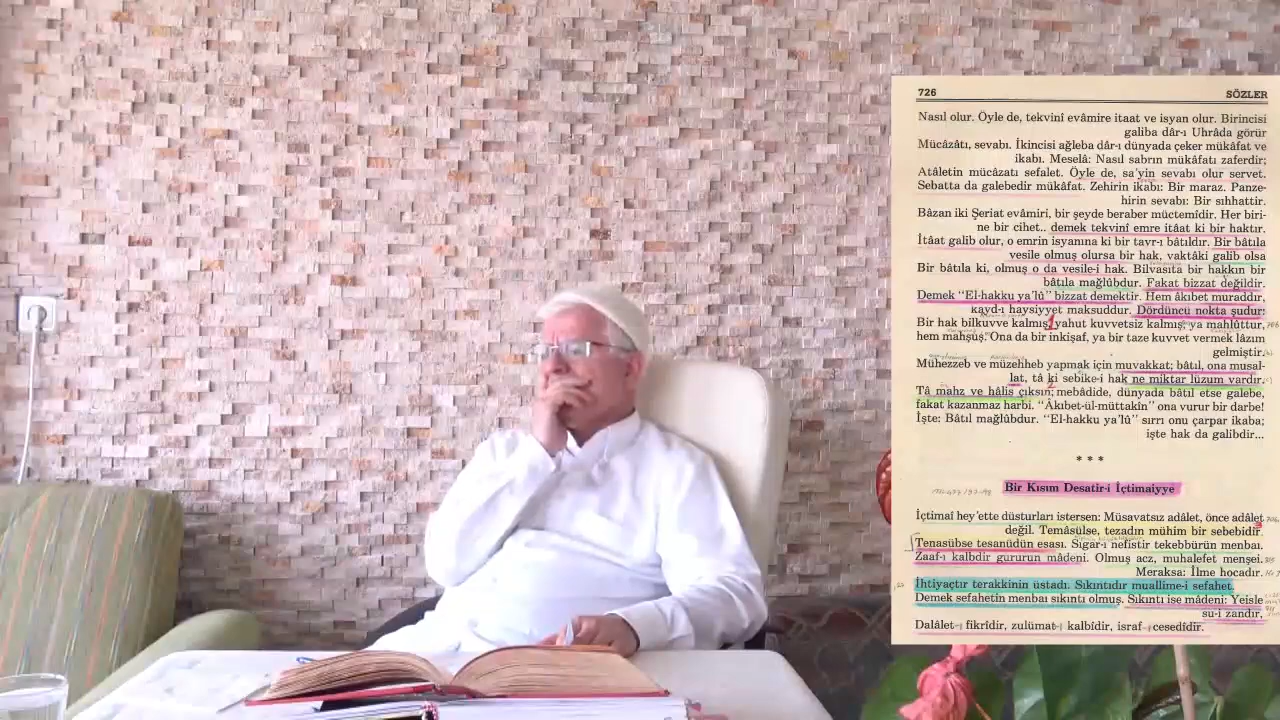 726 SÖZLER
Nasıl olur. Öyle de, tekvinî evâmire itaat ve isyan olur. Birincisi
galiba dâr-ı Uhrâda görür
Mücâzâtı, sevabı. İkincisi ağleba dâr-ı dünyada çeker mükâfat ve
ikabı. Meselâ: Nasıl sabrın mükâfatı zaferdir;
Atâletin mücâzatı sefalet. Öyle de, sa'yin sevabı olur servet.
Sebatta da galebedir mükâfat. Zehirin ikabı: Bir maraz. Panze-
hirin sevabı: Bir sıhhattir.
Bâzan iki Şeriat evâmiri, bir şeyde beraber müctemîdir. Her biri-
ne bir cihet.. demek tekvinî emre itâat ki bir haktır.
İtâat galib olur, o emrin isyanına ki bir tavr-ı bâtıldır. Bir bâtıla
vesile olmuş olursa bir hak, vaktâki galib olsa
Bir bâtıla ki, olmuş o da vesile-i hak. Bilvasıta bir hakkın bir
bâtıla mağlûbdur. Fakat bizzat değildir.
Demek "El-hakku ya'lû" bizzat demektir. Hem âkıbet muraddır,
kayd-ı haysiyyet maksuddur. Dördüncü nokta şudur:
Bir hak bilkuvve kalmış, yahut kuvvetsiz kalmış, ya mahlûttur,
hem mahşûş. Ona da bir inkişaf, ya bir taze kuvvet vermek lâzım
gelmiştir.
Mühezzeb ve müzehheb yapmak için muvakkat; bâtıl, ona musal-
lat, tâ ki sebike-i hak ne miktar lüzum vardır.
Tâ mahz ve hâlis çıksın; mebâdide, dünyada bâtıl etse galebe,
fakat kazanmaz harbi. "Âkıbet-ül-müttakîn" ona vurur bir darbe!
İşte: Bâtıl mağlûbdur. "El-hakku ya'lû" sırrı onu çarpar ikaba;
işte hak da galibdir...
* * *
Bir Kısım Desatir-i İçtimaiyye
İçtimaî hey'ette düsturları istersen: Müsavatsız adâlet, önce adâlet
değil. Temâsülse, tezadın mühim bir sebebidir.
Tenasübse tesanüdün esası. Sıgar-ı nefistir tekebbürün menbaı.
Zaaf-ı kalbdir gururun mâdeni. Olmuş acz, muhalefet menşei.
Meraksa: İlme hocadır.
İhtiyaçtır terakkinin üstadı. Sıkıntıdır muallime-i sefahet.
Demek sefahetin menbaı sıkıntı olmuş. Sıkıntı ise mâdeni: Yeisle
su-i zandır,
Dalâlet-i fikrîdir, zulümat-ı kalbîdir, israf-ı cesedîdir.